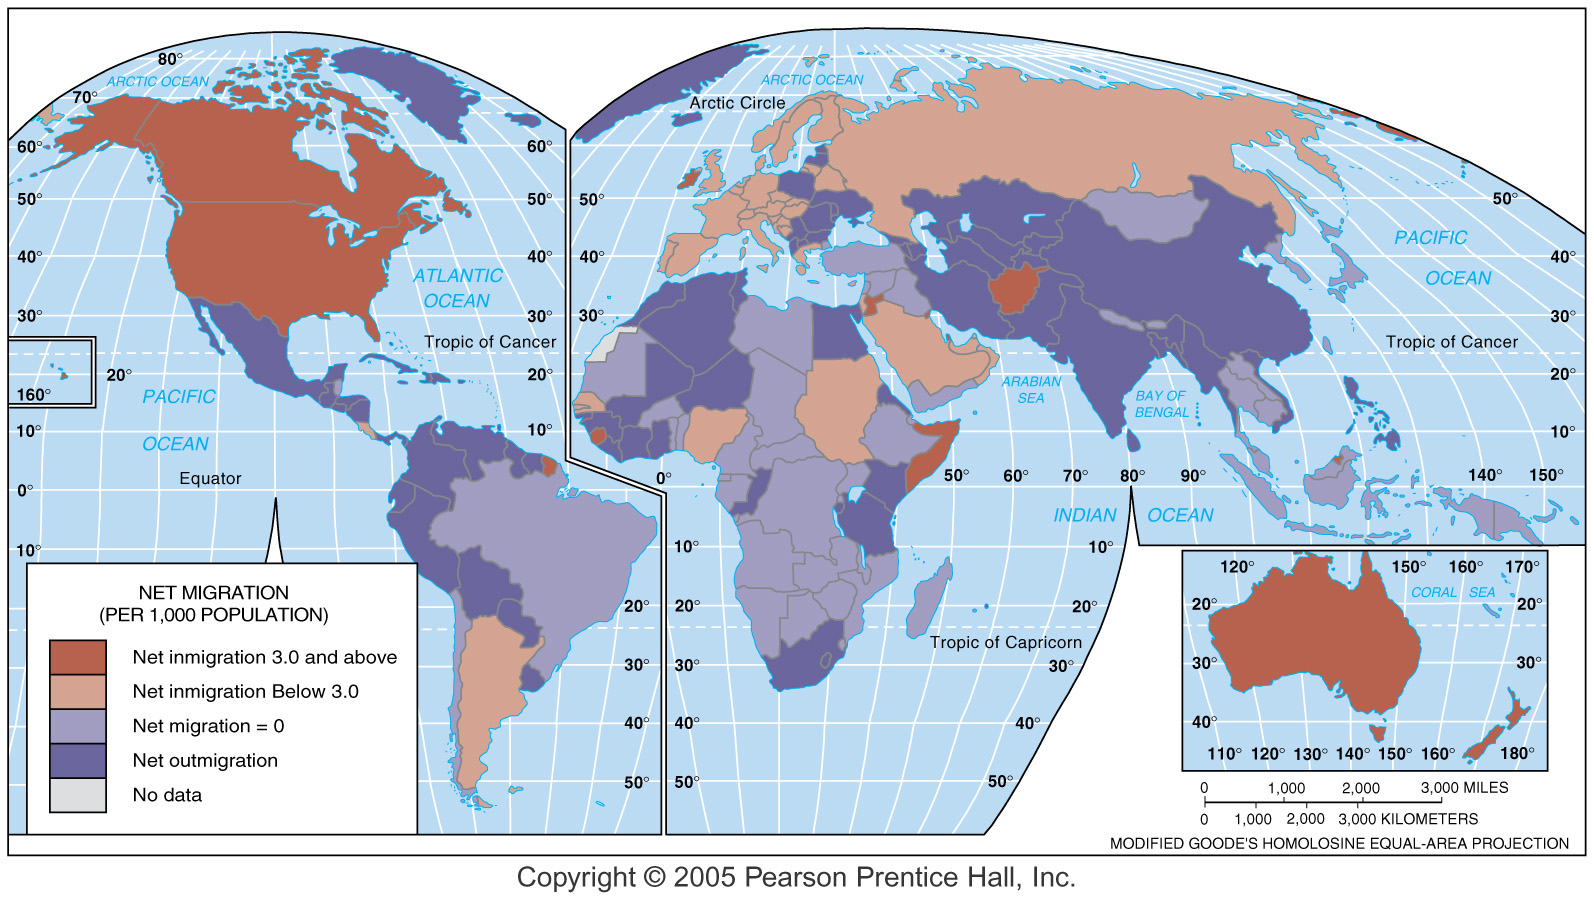 80°
ARCTIC OCEAN
70°
60°
60°
50°
50°
40°
40°
ATLANTIC
OCEAN
30°
30°
Tropic of Cancer
20°
20°
160°
PACIFIC
OCEAN
10°
10°
Equator
0°
10°
20°
30°
40°
50°
ARCTIC OCEAN
Arctic Circle
50°
50°
40°
PACIFIC
OCEAN
40°
30°
30°
Tropic of Cancer
20°
ARABIAN
SEA
BAY OF
BENGAL
10°
0°
50°
60°
70°
80°
90°
140°
150°
INDIAN
OCEAN
10°
10°
20°
20°
Tropic of Capricorn
30°
30°
40°
40°
50°
50°
NET MIGRATION
(PER 1,000 POPULATION)
Net inmigration 3.0 and above
Net inmigration Below 3.0
Net migration = 0
Net outmigration
No data
120°
150°
160°
170°
CORAL SEA
20°
20°
30°
30°
40°
110° 120° 130° 140° 150° 160° 180°
0 1,000 2,000 3,000 MILES
0 1,000 2,000 3,000 KILOMETERS
MODIFIED GOODE'S HOMOLOSINE EQUAL-AREA PROJECTION
Copyright © 2005 Pearson Prentice Hall, Inc.